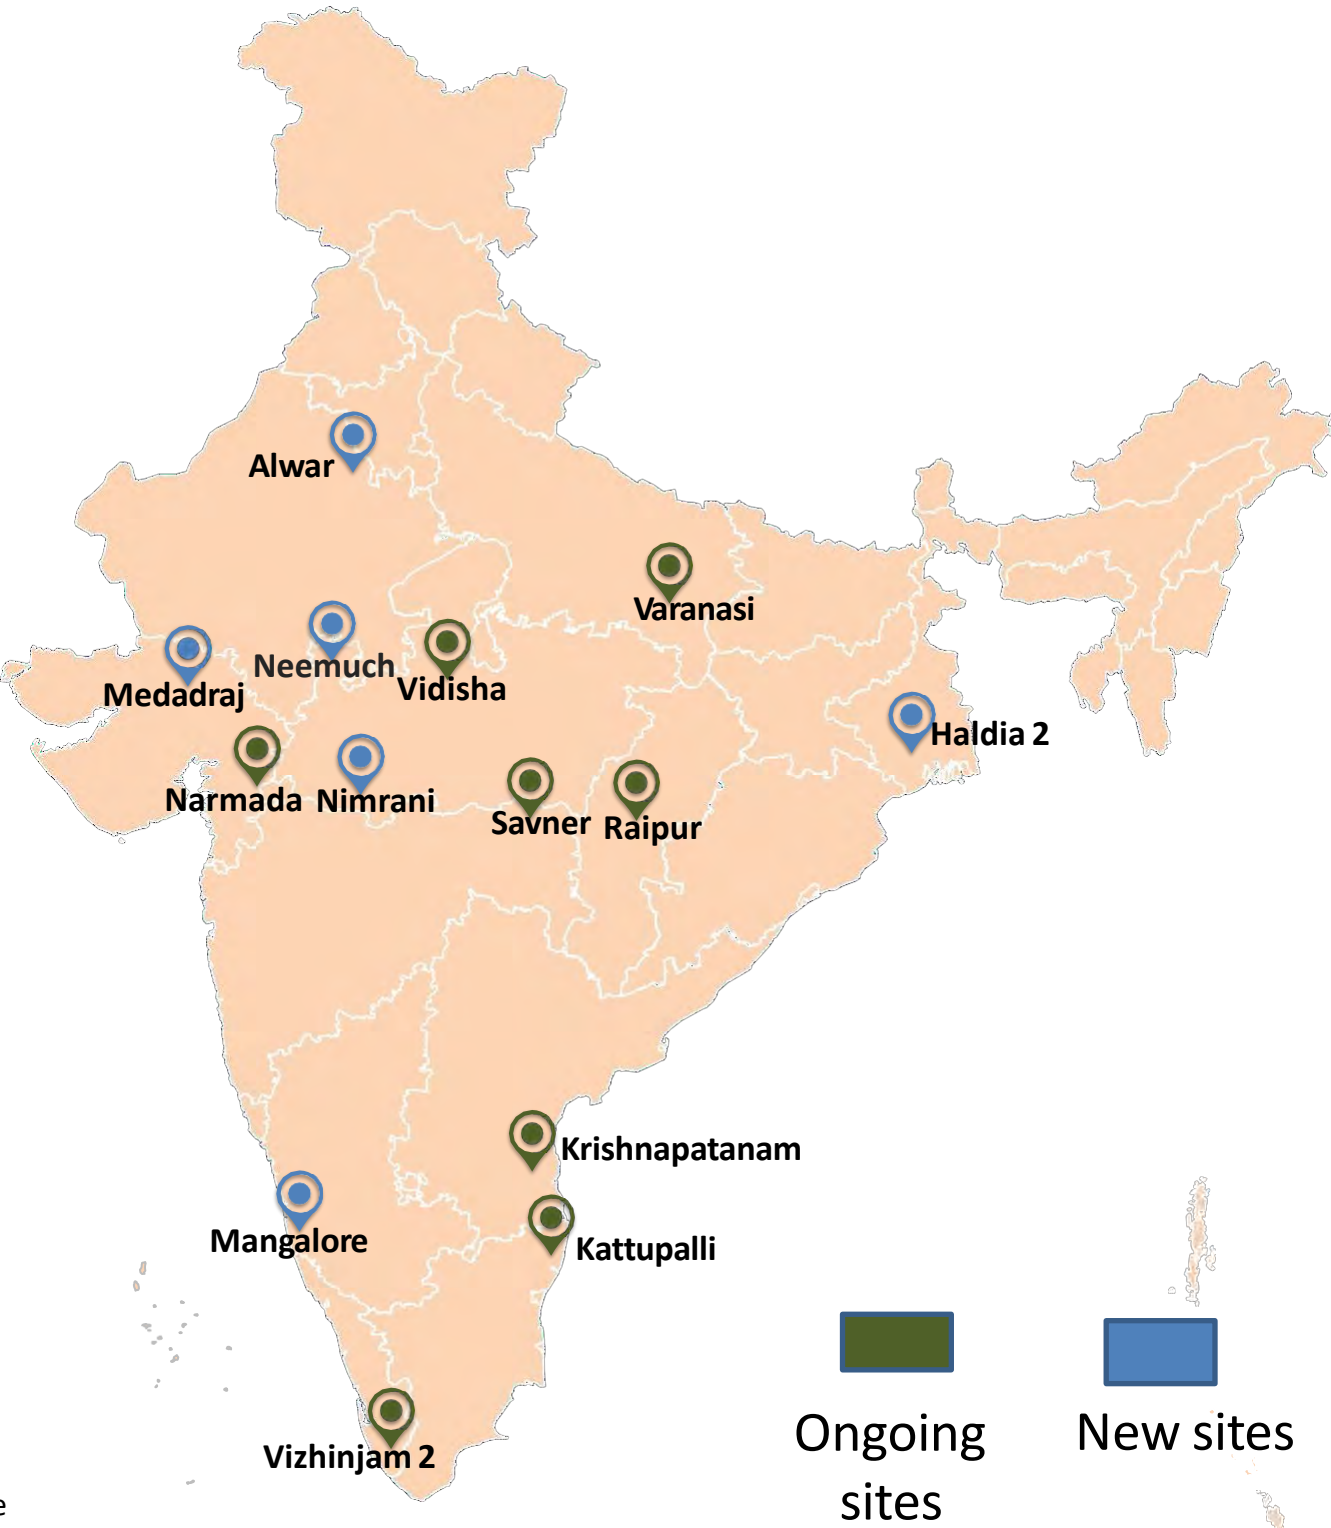 Alwar
Varanasi
Neemuch
Vidisha
Medadraj
Haldia 2
Narmada
Nimrani
Savner
Raipur
Krishnapatanam
Mangalore
Kattupalli
Vizhinjam 2
Ongoing
sites
New sites
e